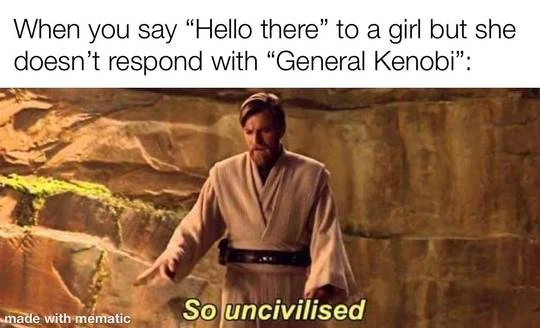 When you say “Hello there” to a girl but she
doesn’t respond with “General Kenobi”:
So uncivilised
made with mematic